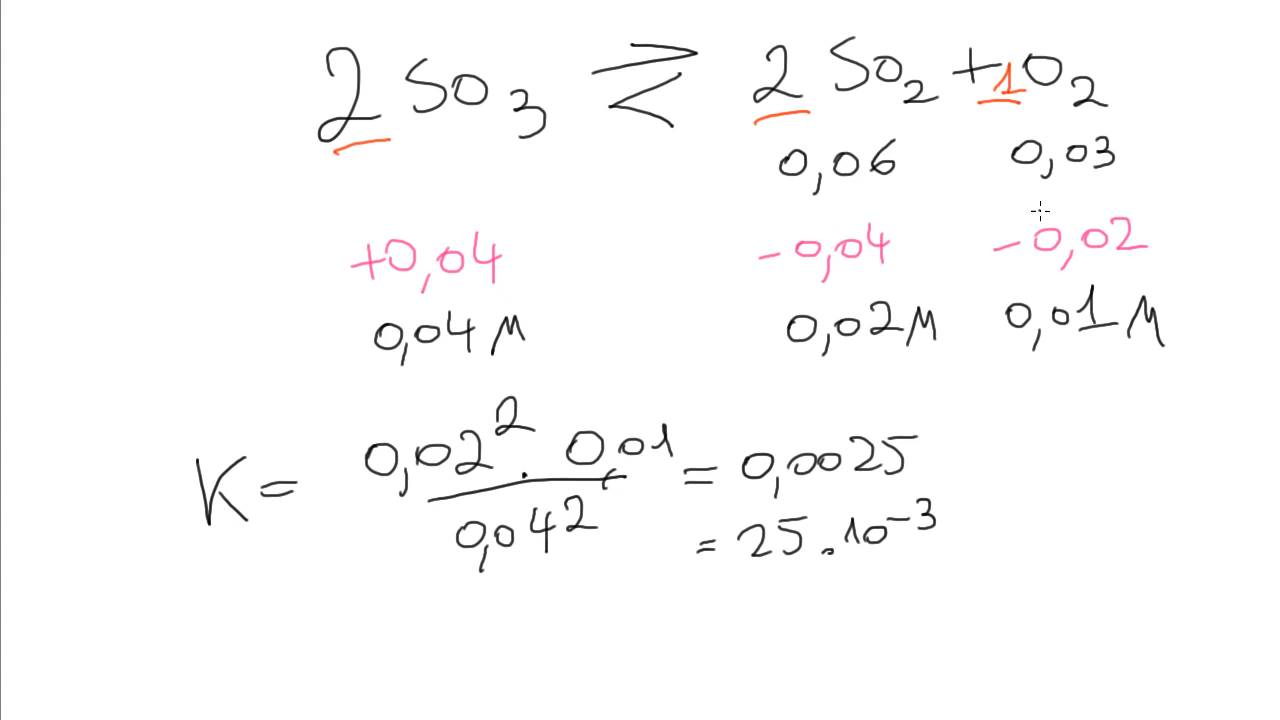 2 SO₃ ⇄ 2 SO₂ + 1 O₂
0,06 0,03
+0,04 -0,04 -0,02
0,04 M 0,02 M 0,01 M
K = 0,02² . 0,01 / 0,04² = 0,0025
= 25 . 10⁻³